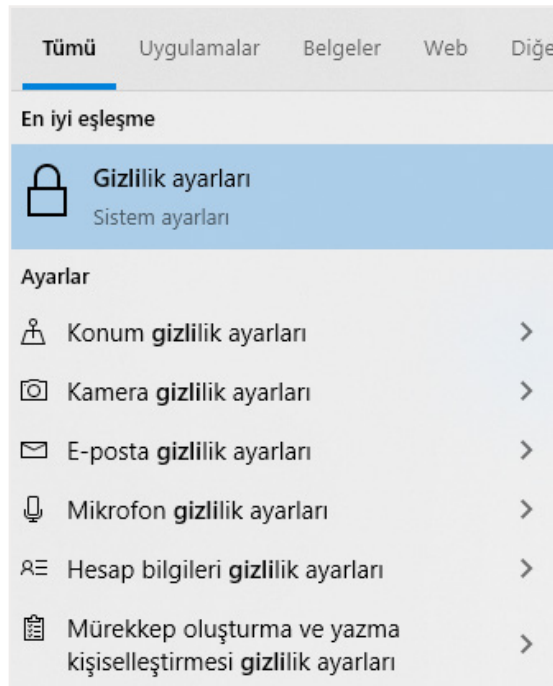 Tümü Uygulamalar Belgeler Web Diğe
En iyi eşleşme
Gizlilik ayarları
Sistem ayarları
Ayarlar
Konum gizlilik ayarları
Kamera gizlilik ayarları
E-posta gizlilik ayarları
Mikrofon gizlilik ayarları
Hesap bilgileri gizlilik ayarları
Mürekkep oluşturma ve yazma
kişiselleştirmesi gizlilik ayarları